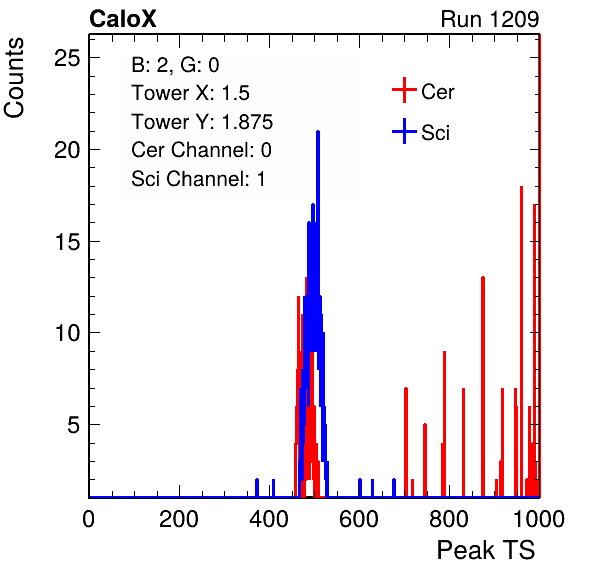 CaloX
Run 1209
Counts
B: 2, G: 0
Tower X: 1.5
Tower Y: 1.875
Cer Channel: 0
Sci Channel: 1
Cer
Sci
25
20
15
10
5
0 200 400 600 800 1000
Peak TS